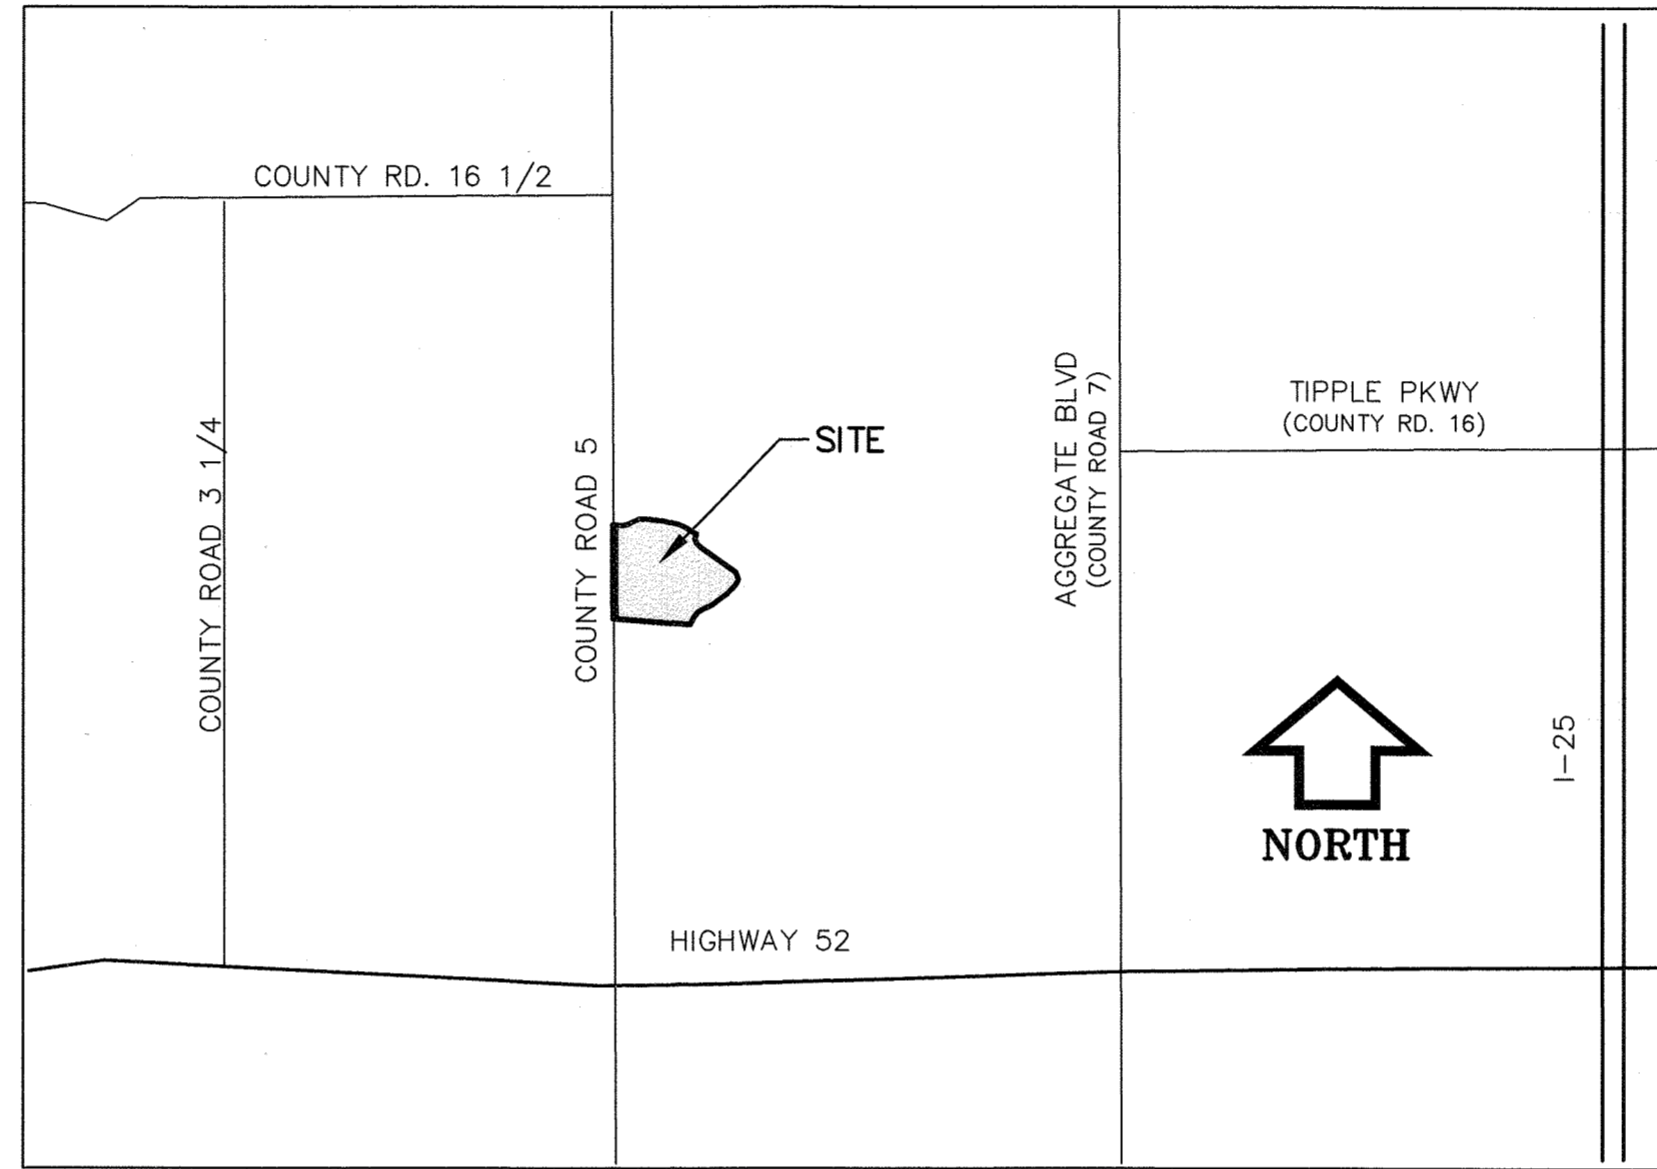 COUNTY RD. 16 1/2
TIPPLE PKWY
(COUNTY RD. 16)
AGGREGATE BLVD
(COUNTY ROAD 7)
SITE
COUNTY ROAD 3 1/4
COUNTY ROAD 5
I-25
NORTH
HIGHWAY 52